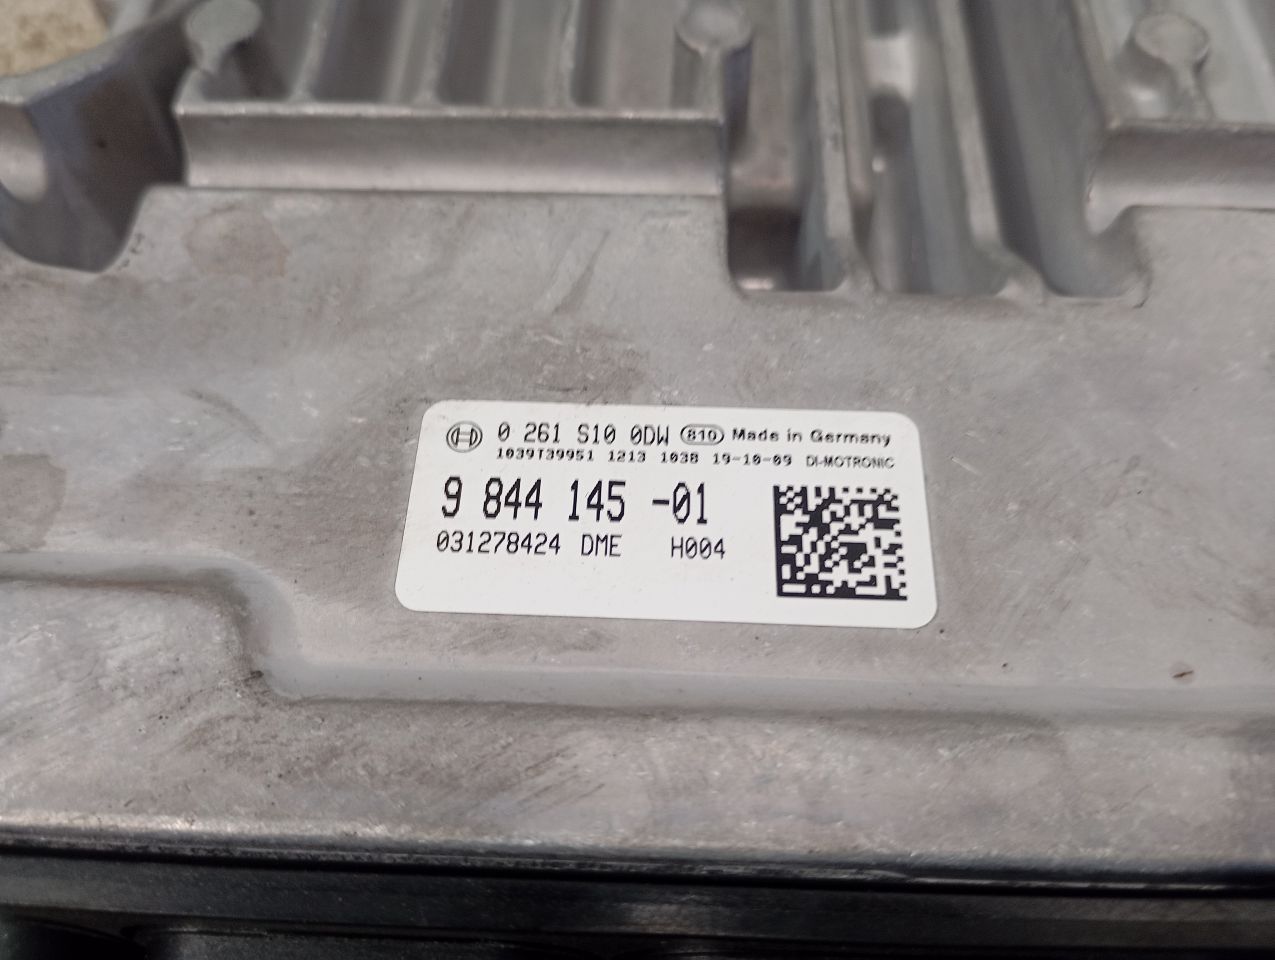 0 261 S10 0DW 810 Made in Germany
1039T39951 1213 1038 19-10-09 DI-MOTRONIC
9 844 145 -01
031278424 DME H004